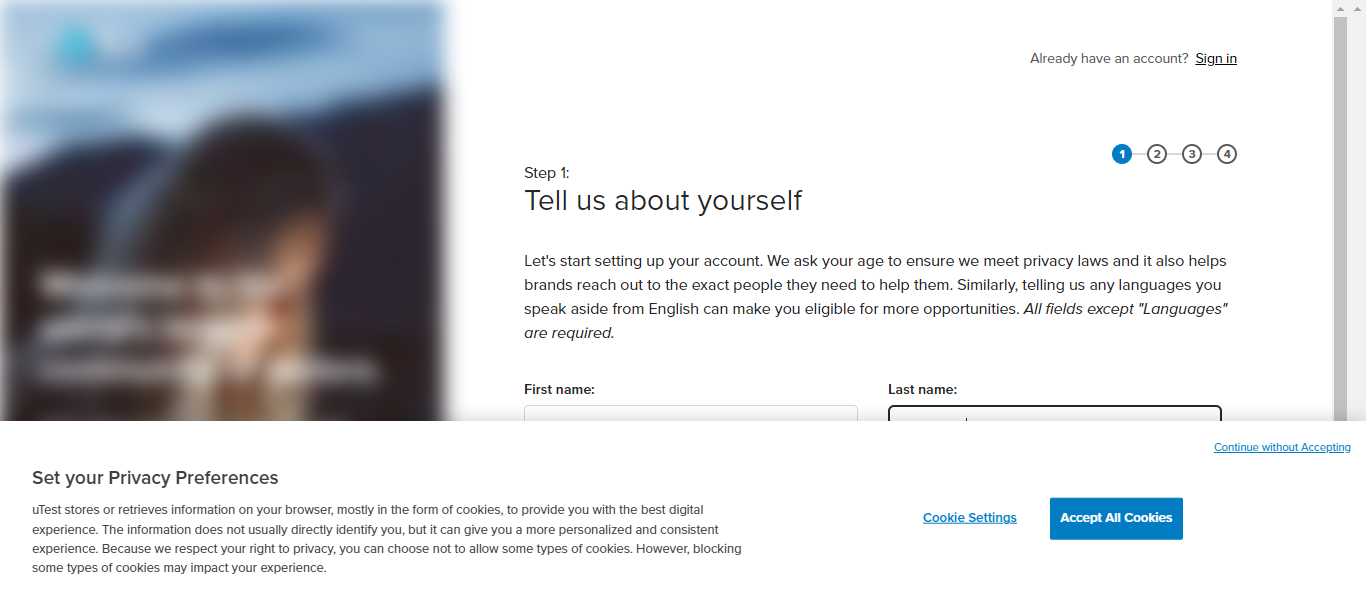 Already have an account? Sign in
1 2 3 4
Step 1:
Tell us about yourself
Let's start setting up your account. We ask your age to ensure we meet privacy laws and it also helps
brands reach out to the exact people they need to help them. Similarly, telling us any languages you
speak aside from English can make you eligible for more opportunities. All fields except "Languages"
are required.
First name:
Last name:
Continue without Accepting
Set your Privacy Preferences
uTest stores or retrieves information on your browser, mostly in the form of cookies, to provide you with the best digital
experience. The information does not usually directly identify you, but it can give you a more personalized and consistent
experience. Because we respect your right to privacy, you can choose not to allow some types of cookies. However, blocking
some types of cookies may impact your experience.
Cookie Settings
Accept All Cookies